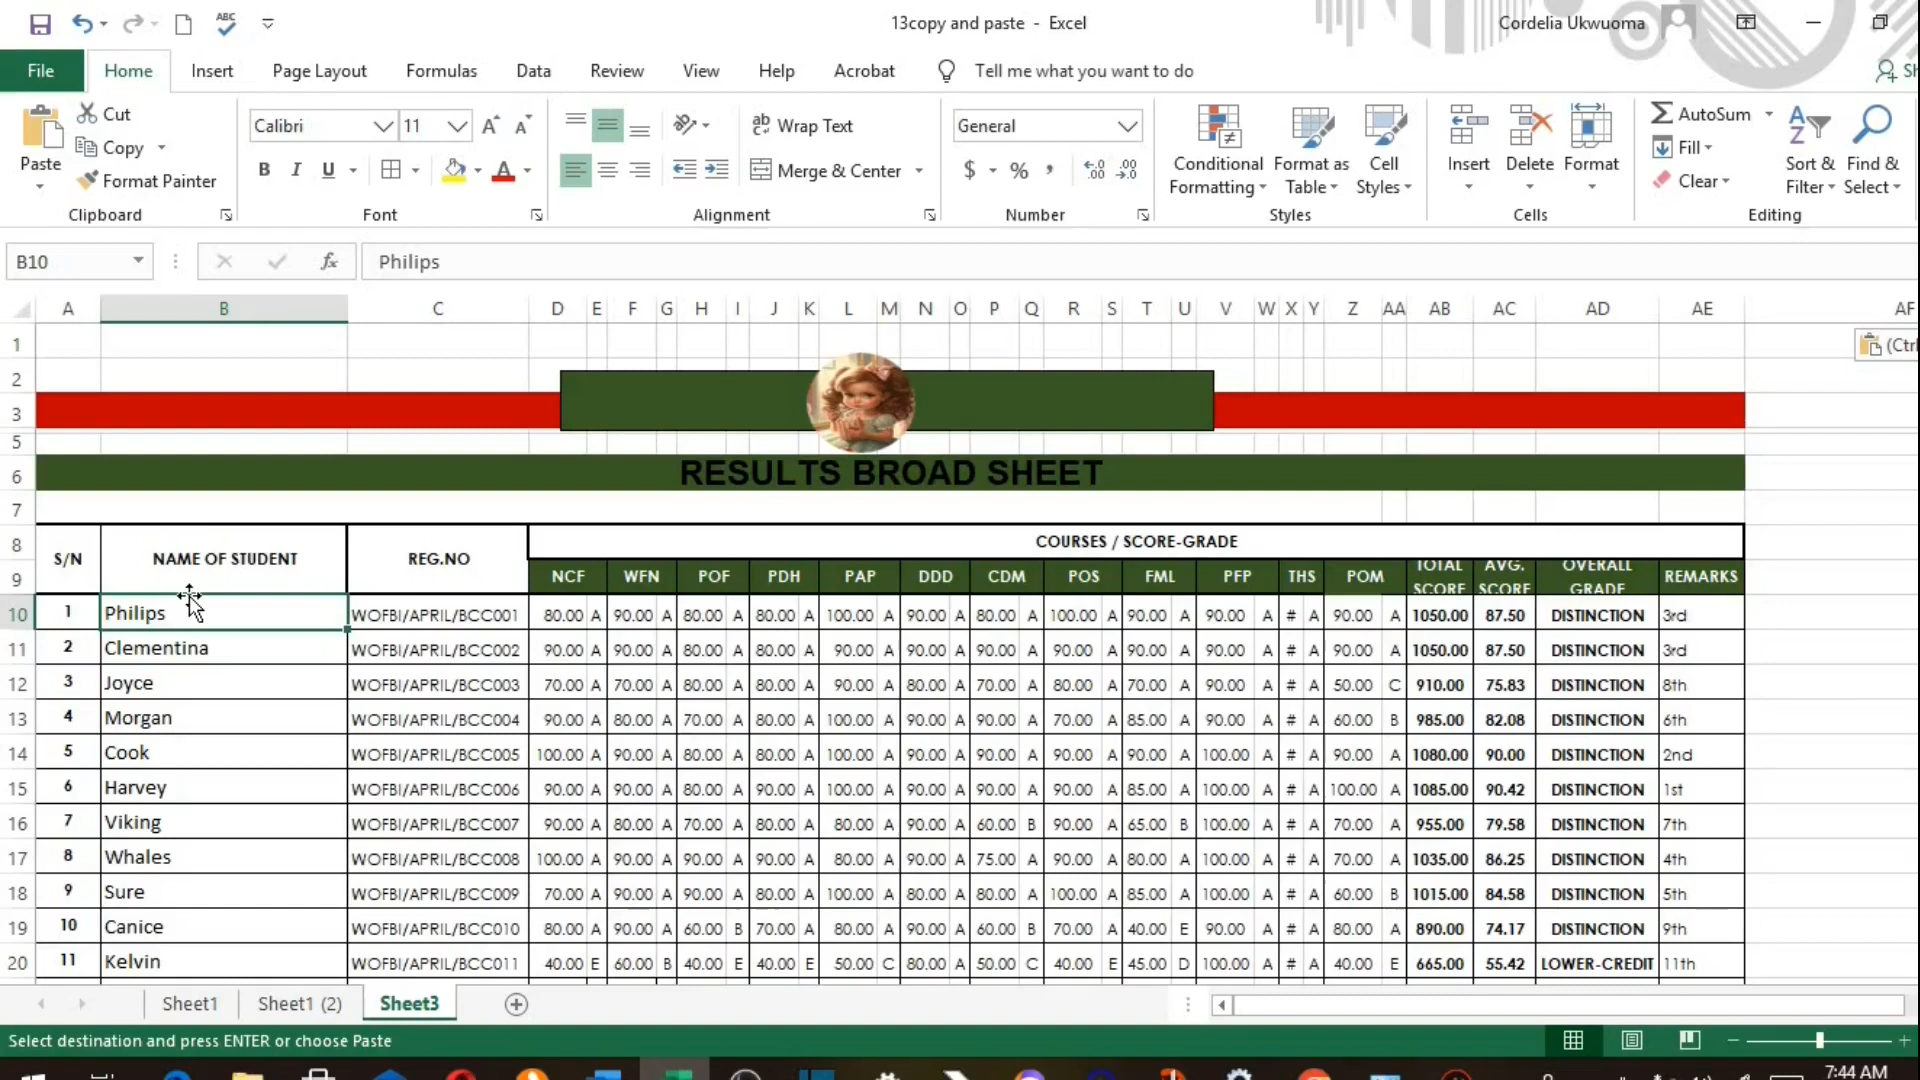 ABC
13copy and paste - Excel
Cordelia Ukwuoma
File Home Insert Page Layout Formulas Data Review View Help Acrobat Tell me what you want to do
Paste
Cut
Copy
Format Painter
Clipboard
Calibri 11
B I U
Font
Wrap Text
Merge & Center
Alignment
General
$ % ,
Number
Conditional Formatting
Format as Table
Cell Styles
Styles
Insert Delete Format
Cells
AutoSum
Fill
Clear
Sort & Filter
Find & Select
Editing
B10 fx Philips
A B C D E F G H I J K L M N O P Q R S T U V W X Y Z AA AB AC AD AE AF
1
(Ctrl
2
3
5
6 RESULTS BROAD SHEET
7
8 S/N NAME OF STUDENT REG.NO COURSES / SCORE-GRADE
9 NCF WFN POF PDH PAP DDD CDM POS FML PFP THS POM TOTAL SCORE AVG. SCORE OVERALL GRADE REMARKS
10 1 Philips WOFBI/APRIL/BCC001 80.00 A 90.00 A 80.00 A 80.00 A 100.00 A 90.00 A 80.00 A 100.00 A 90.00 A 90.00 A # A 90.00 A 1050.00 87.50 DISTINCTION 3rd
11 2 Clementina WOFBI/APRIL/BCC002 90.00 A 90.00 A 80.00 A 80.00 A 90.00 A 90.00 A 90.00 A 90.00 A 90.00 A 90.00 A # A 90.00 A 1050.00 87.50 DISTINCTION 3rd
12 3 Joyce WOFBI/APRIL/BCC003 70.00 A 70.00 A 80.00 A 80.00 A 90.00 A 80.00 A 70.00 A 80.00 A 70.00 A 90.00 A # A 50.00 C 910.00 75.83 DISTINCTION 8th
13 4 Morgan WOFBI/APRIL/BCC004 90.00 A 80.00 A 70.00 A 80.00 A 100.00 A 90.00 A 90.00 A 70.00 A 85.00 A 90.00 A # A 60.00 B 985.00 82.08 DISTINCTION 6th
14 5 Cook WOFBI/APRIL/BCC005 100.00 A 90.00 A 80.00 A 80.00 A 100.00 A 90.00 A 90.00 A 90.00 A 90.00 A 100.00 A # A 90.00 A 1080.00 90.00 DISTINCTION 2nd
15 6 Harvey WOFBI/APRIL/BCC006 80.00 A 90.00 A 80.00 A 90.00 A 100.00 A 90.00 A 90.00 A 90.00 A 85.00 A 100.00 A # A 100.00 A 1085.00 90.42 DISTINCTION 1st
16 7 Viking WOFBI/APRIL/BCC007 90.00 A 80.00 A 70.00 A 80.00 A 80.00 A 90.00 A 60.00 B 90.00 A 65.00 B 100.00 A # A 70.00 A 955.00 79.58 DISTINCTION 7th
17 8 Whales WOFBI/APRIL/BCC008 100.00 A 90.00 A 90.00 A 90.00 A 80.00 A 90.00 A 75.00 A 90.00 A 80.00 A 100.00 A # A 70.00 A 1035.00 86.25 DISTINCTION 4th
18 9 Sure WOFBI/APRIL/BCC009 70.00 A 90.00 A 90.00 A 80.00 A 100.00 A 80.00 A 80.00 A 100.00 A 85.00 A 100.00 A # A 60.00 B 1015.00 84.58 DISTINCTION 5th
19 10 Canice WOFBI/APRIL/BCC010 80.00 A 90.00 A 60.00 B 70.00 A 80.00 A 90.00 A 60.00 B 70.00 A 40.00 E 90.00 A # A 80.00 A 890.00 74.17 DISTINCTION 9th
20 11 Kelvin WOFBI/APRIL/BCC011 40.00 E 60.00 B 40.00 E 40.00 E 50.00 C 80.00 A 50.00 C 40.00 E 45.00 D 100.00 A # A 40.00 E 665.00 55.42 LOWER-CREDIT 11th
Sheet1 Sheet1 (2) Sheet3
Select destination and press ENTER or choose Paste
7:44 AM